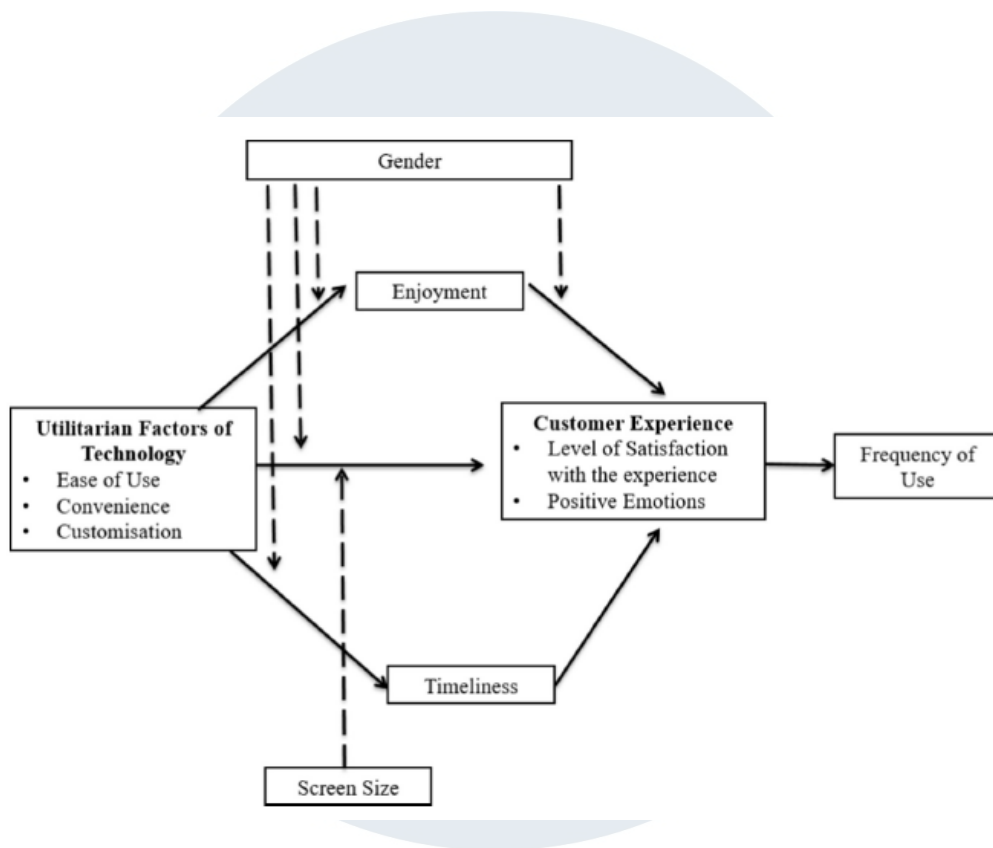 Gender
Enjoyment
Utilitarian Factors of
Technology
• Ease of Use
• Convenience
• Customisation
Customer Experience
• Level of Satisfaction
with the experience
• Positive Emotions
Frequency of
Use
Timeliness
Screen Size